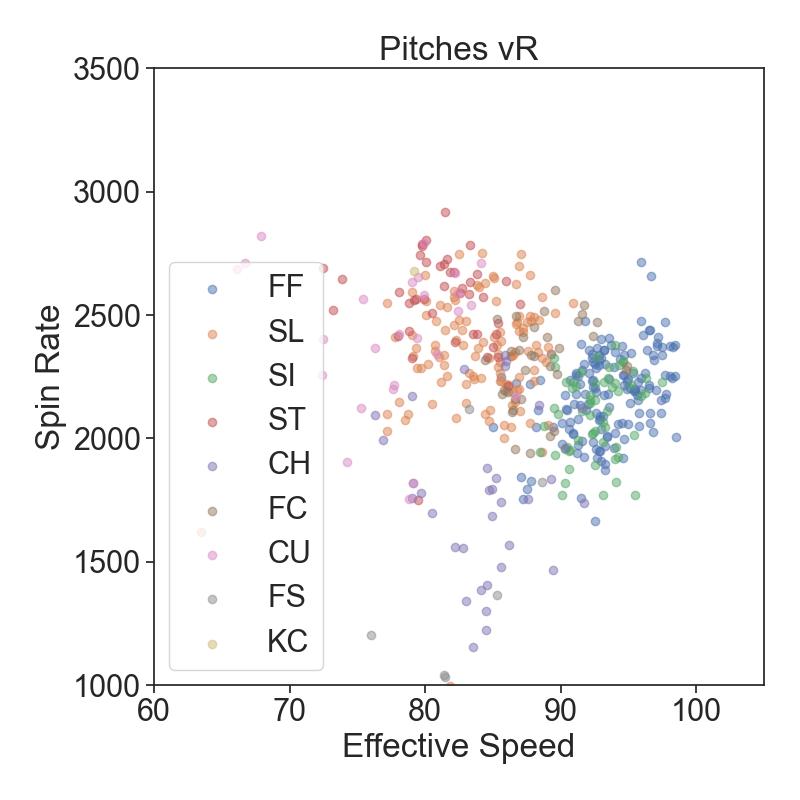 Pitches vR
3500
3000
2500
2000
1500
1000
Spin Rate
FF
SL
SI
ST
CH
FC
CU
FS
KC
60 70 80 90 100
Effective Speed